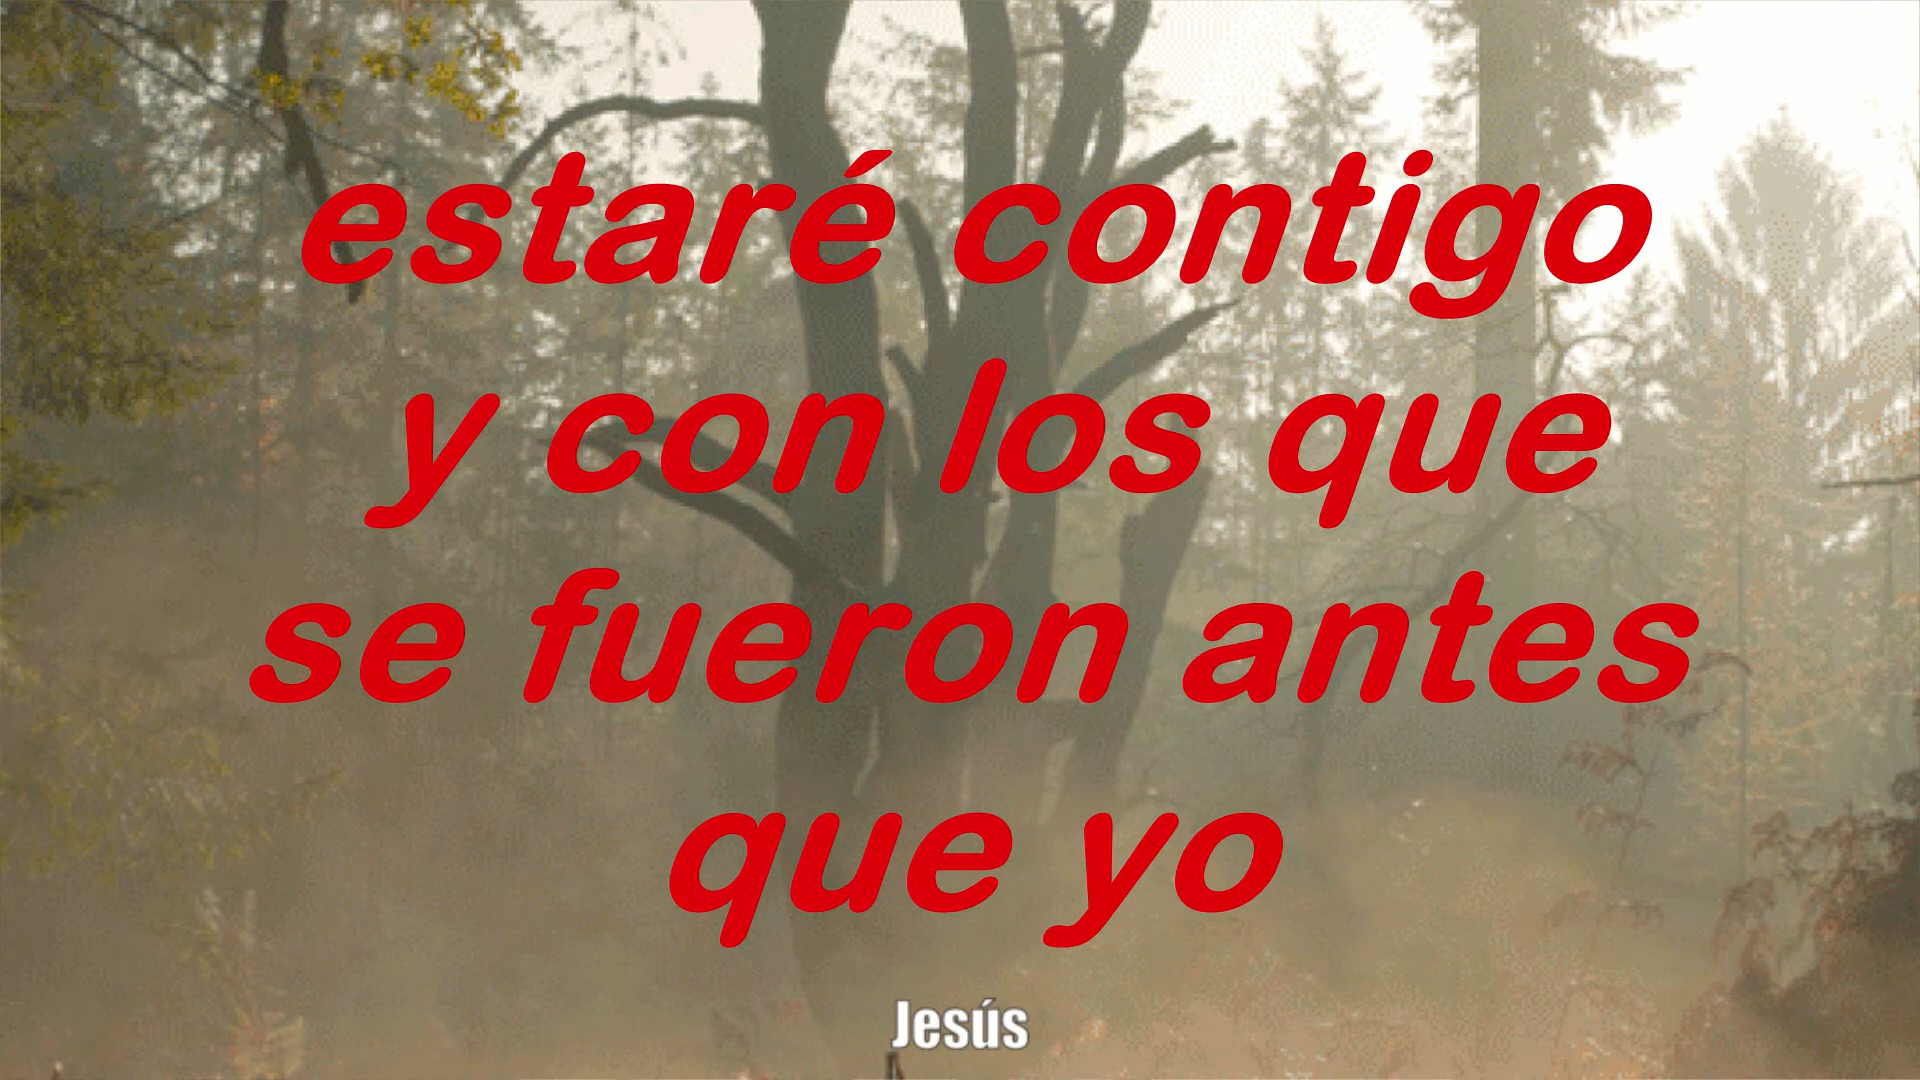 estaré contigo
y con los que
se fueron antes
que yo
Jesús